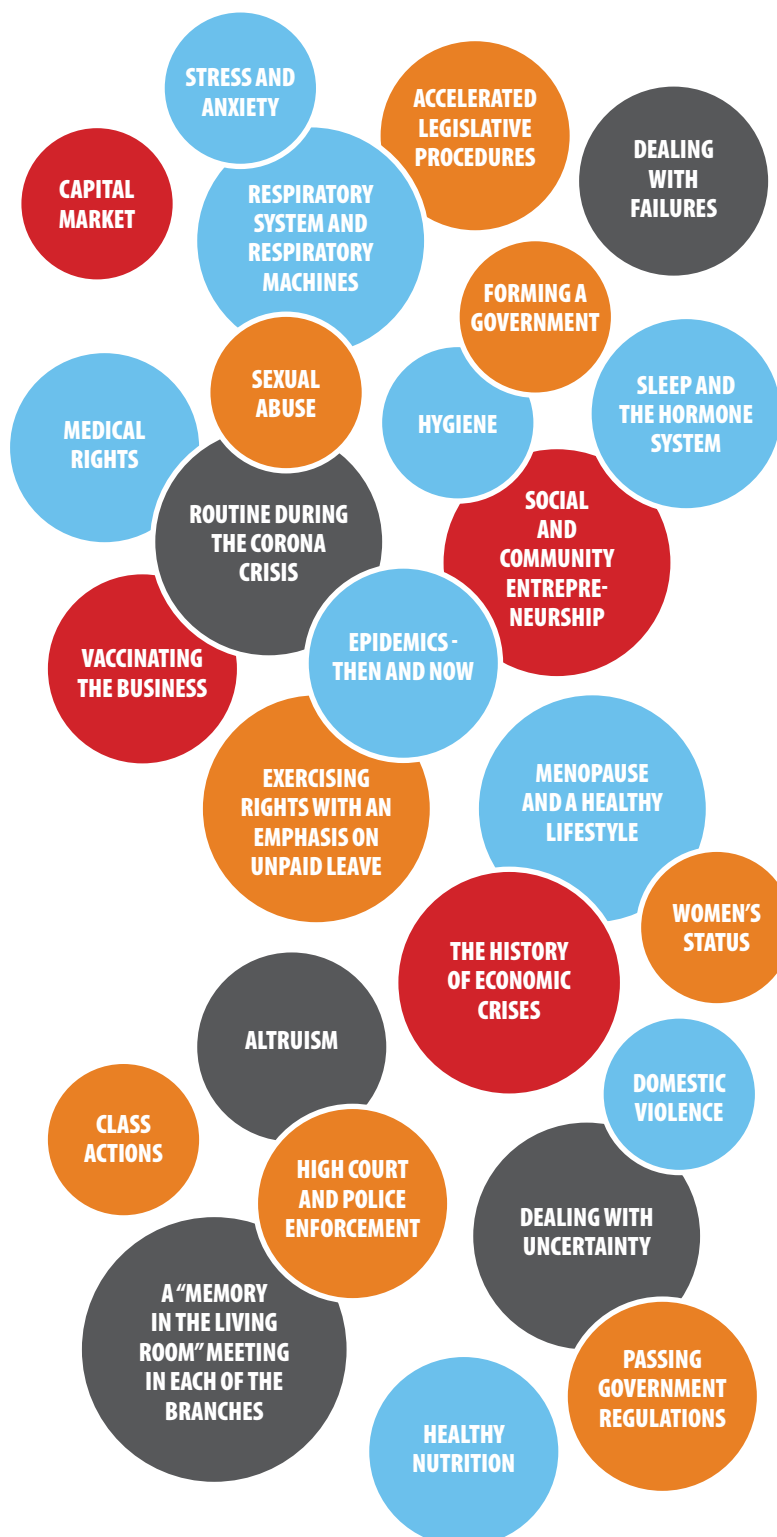 STRESS AND
ANXIETY
ACCELERATED
LEGISLATIVE
PROCEDURES
DEALING
WITH
FAILURES
CAPITAL
MARKET
RESPIRATORY
SYSTEM AND
RESPIRATORY
MACHINES
FORMING A
GOVERNMENT
SEXUAL
ABUSE
HYGIENE
SLEEP AND
THE HORMONE
SYSTEM
MEDICAL
RIGHTS
ROUTINE DURING
THE CORONA
CRISIS
SOCIAL
AND
COMMUNITY
ENTREPRE-
NEURSHIP
VACCINATING
THE BUSINESS
EPIDEMICS -
THEN AND NOW
EXERCISING
RIGHTS WITH AN
EMPHASIS ON
UNPAID LEAVE
MENOPAUSE
AND A HEALTHY
LIFESTYLE
WOMEN'S
STATUS
THE HISTORY
OF ECONOMIC
CRISES
ALTRUISM
DOMESTIC
VIOLENCE
CLASS
ACTIONS
HIGH COURT
AND POLICE
ENFORCEMENT
DEALING WITH
UNCERTAINTY
A "MEMORY
IN THE LIVING
ROOM" MEETING
IN EACH OF THE
BRANCHES
PASSING
GOVERNMENT
REGULATIONS
HEALTHY
NUTRITION